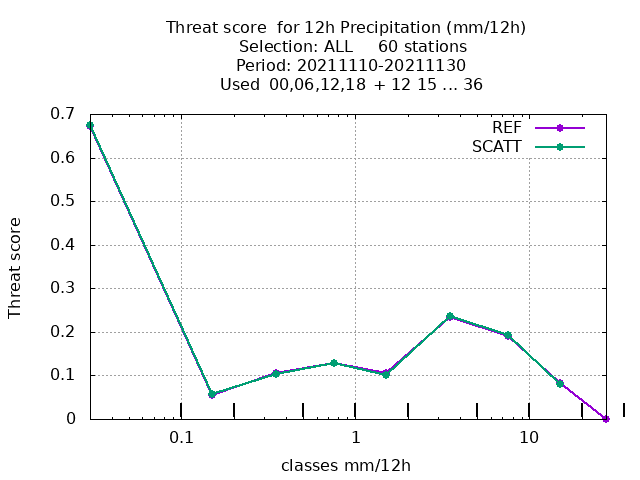 Threat score  for 12h Precipitation (mm/12h)
Selection: ALL     60 stations
Period: 20211110-20211130
Used  00,06,12,18  + 12 15 ... 36
REF
SCATT
Threat score
0.7
0.6
0.5
0.4
0.3
0.2
0.1
0
0.1
1
10
classes mm/12h